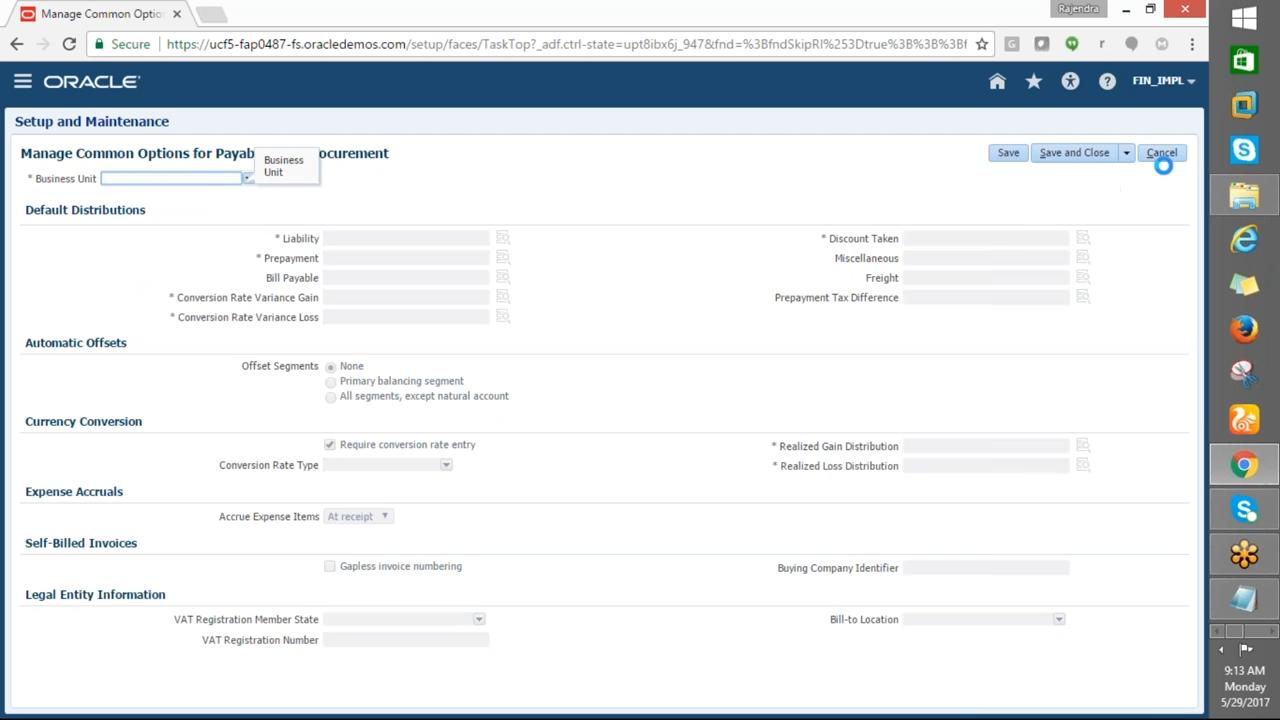 Manage Common Optio
Rajendra
Secure
https://ucf5-fap0487-fs.oracledemos.com/setup/faces/TaskTop?_adf.ctrl-state=upt8ibx6j_947&fnd=%3BfndSkipRI%253Dtrue%3B%3B%3Bf
ORACLE
FIN_IMPL
Setup and Maintenance
Manage Common Options for Payab
ocurement
Business
Unit
Save
Save and Close
Cancel
* Business Unit
Default Distributions
* Liability
* Discount Taken
* Prepayment
Miscellaneous
Bill Payable
Freight
* Conversion Rate Variance Gain
Prepayment Tax Difference
* Conversion Rate Variance Loss
Automatic Offsets
Offset Segments
None
Primary balancing segment
All segments, except natural account
Currency Conversion
Require conversion rate entry
* Realized Gain Distribution
Conversion Rate Type
* Realized Loss Distribution
Expense Accruals
Accrue Expense Items
At receipt
Self-Billed Invoices
Gapless invoice numbering
Buying Company Identifier
Legal Entity Information
VAT Registration Member State
Bill-to Location
VAT Registration Number
9:13 AM
Monday
5/29/2017